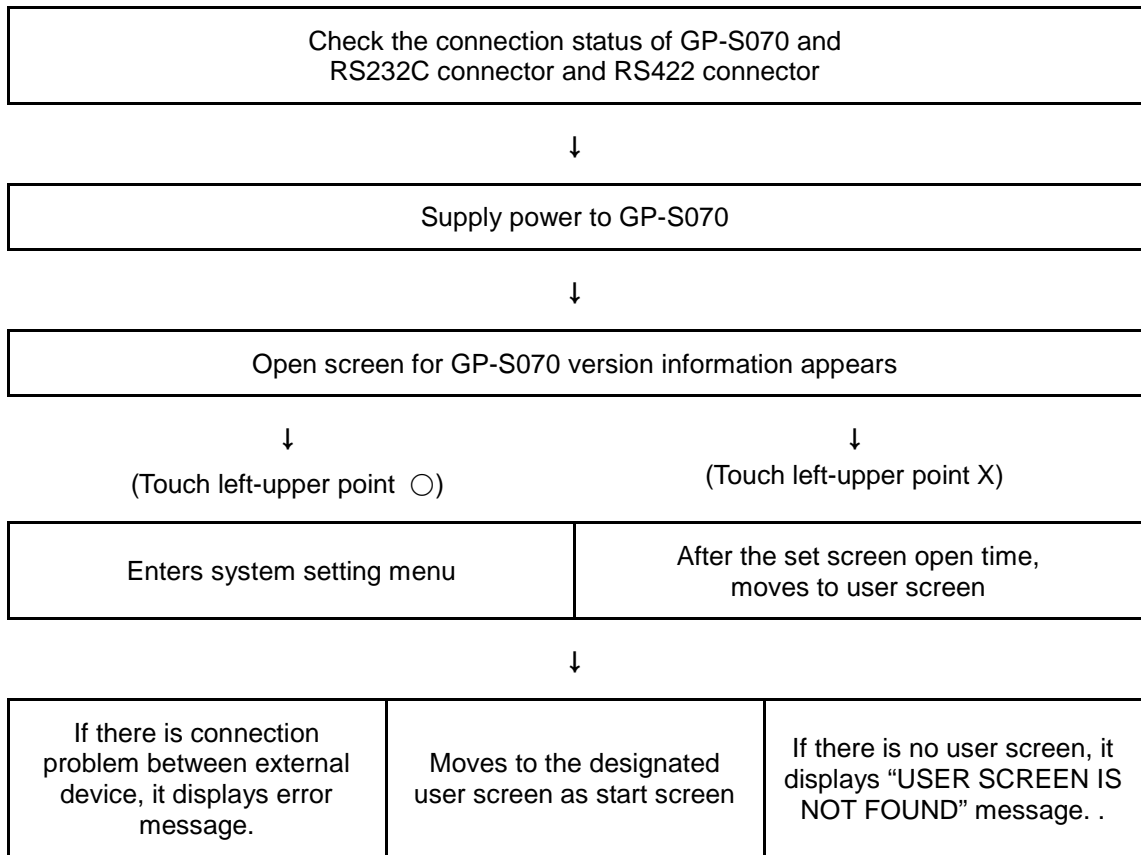 Check the connection status of GP-S070 and
RS232C connector and RS422 connector
↓
Supply power to GP-S070
↓
Open screen for GP-S070 version information appears
↓ ↓
(Touch left-upper point ○) (Touch left-upper point X)
Enters system setting menu
After the set screen open time,
moves to user screen
↓
If there is connection
problem between external
device, it displays error
message.
Moves to the designated
user screen as start screen
If there is no user screen, it
displays “USER SCREEN IS
NOT FOUND” message. .